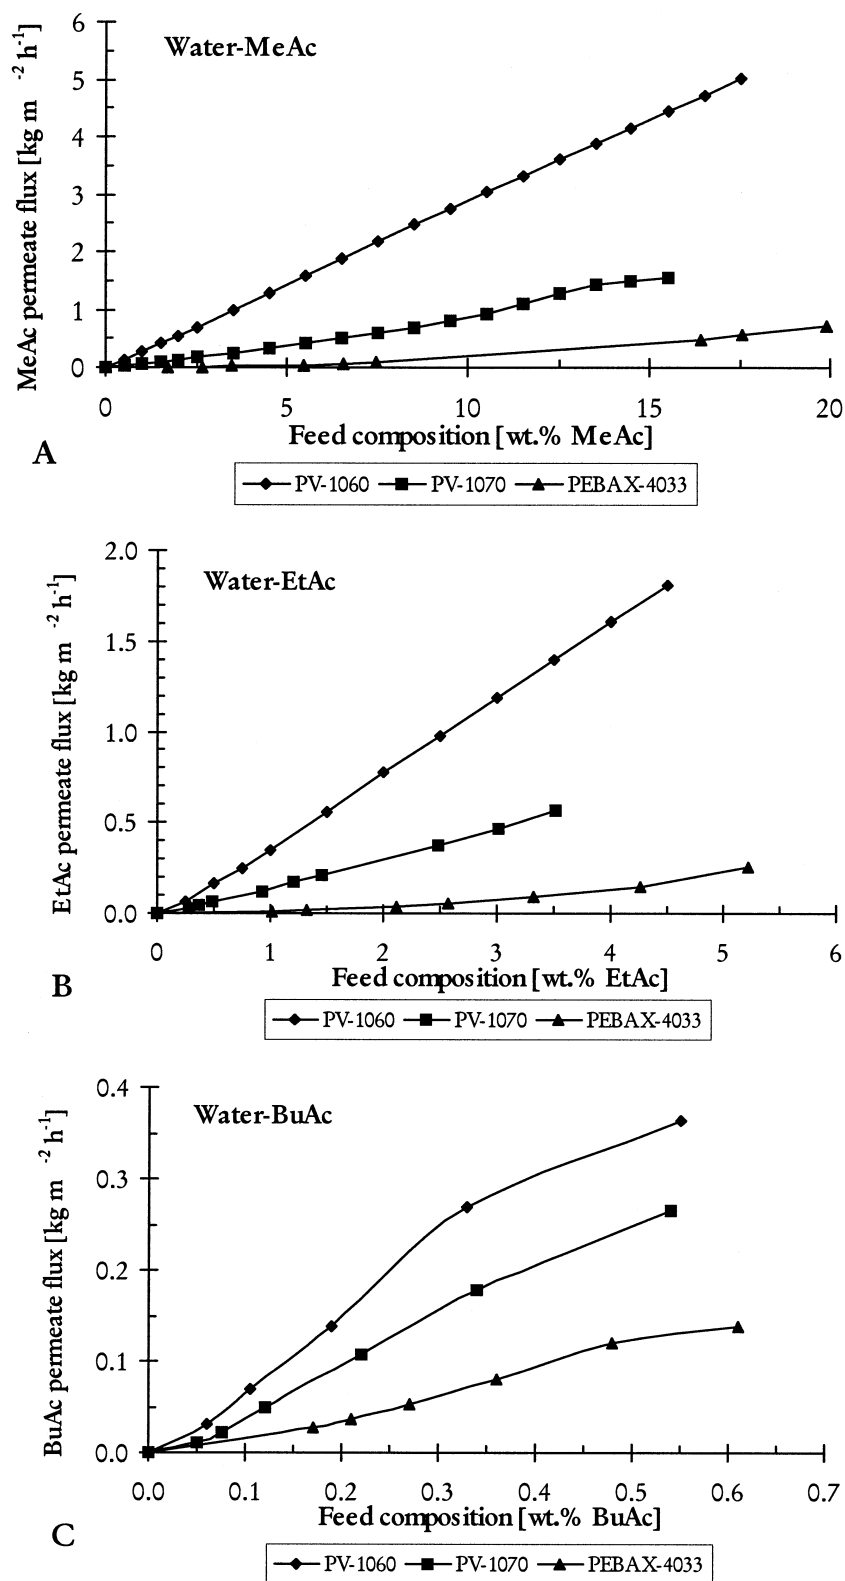 Water-MeAc
MeAc permeate flux [kg m -2 h-1]
6
5
4
3
2
1
0
0 5 10 15 20
Feed composition [wt.% MeAc]
A
PV-1060 PV-1070 PEBAX-4033
Water-EtAc
EtAc permeate flux [kg m -2 h-1]
2.0
1.5
1.0
0.5
0.0
0 1 2 3 4 5 6
Feed composition [wt.% EtAc]
B
PV-1060 PV-1070 PEBAX-4033
Water-BuAc
BuAc permeate flux [kg m -2 h-1]
0.4
0.3
0.2
0.1
0.0
0.0 0.1 0.2 0.3 0.4 0.5 0.6 0.7
Feed composition [wt.% BuAc]
C
PV-1060 PV-1070 PEBAX-4033